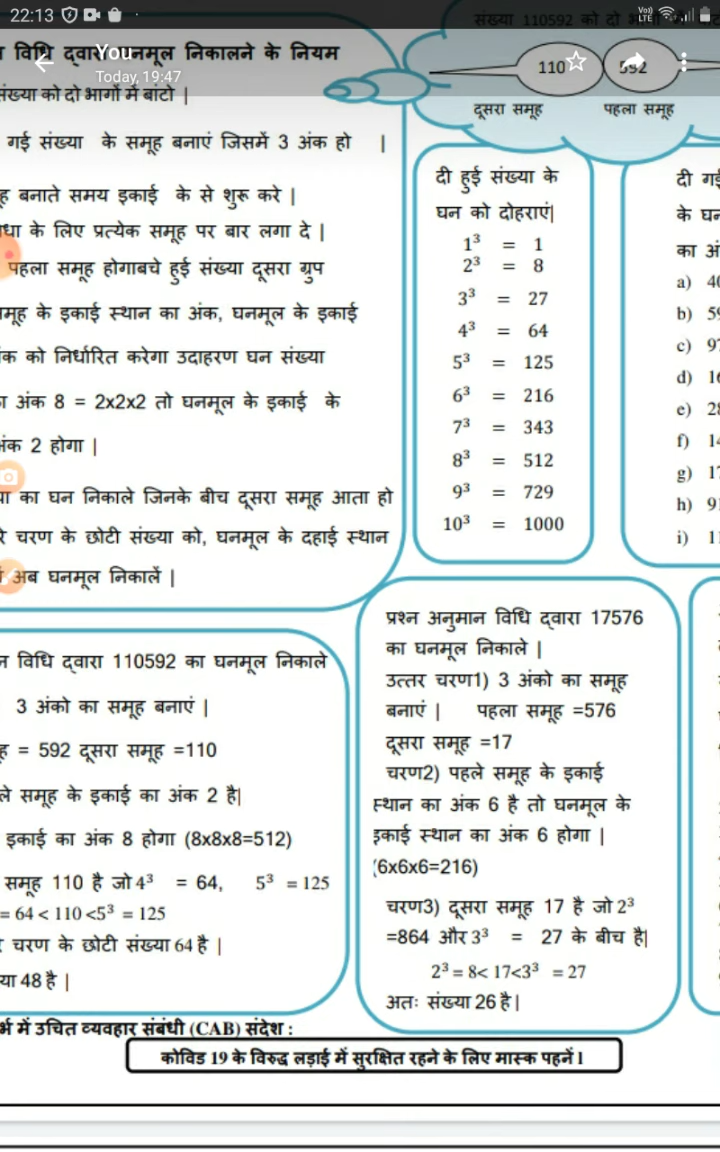 22:13
संख्या 110592 को दो
You
Today, 19:47
विधि द्वारा घनमूल निकालने के नियम
संख्या को दो भागों में बांटो |
110
592
दूसरा समूह पहला समूह
गई संख्या के समूह बनाएं जिसमें 3 अंक हो |
बनाते समय इकाई के से शुरू करे |
के लिए प्रत्येक समूह पर बार लगा दे |
पहला समूह होगाबचे हुई संख्या दूसरा ग्रुप
के इकाई स्थान का अंक, घनमूल के इकाई
को निर्धारित करेगा उदाहरण घन संख्या
अंक 8 = 2x2x2 तो घनमूल के इकाई के
2 होगा |
का घन निकाले जिनके बीच दूसरा समूह आता हो
चरण के छोटी संख्या को, घनमूल के दहाई स्थान
अब घनमूल निकालें |
दी हुई संख्या के
घन को दोहराएं|
1³ = 1
2³ = 8
3³ = 27
4³ = 64
5³ = 125
6³ = 216
7³ = 343
8³ = 512
9³ = 729
10³ = 1000
दी
के
का
a)
b)
c)
d)
e)
f)
g)
h)
i)
विधि द्वारा 110592 का घनमूल निकाले
3 अंको का समूह बनाएं |
= 592 दूसरा समूह =110
समूह के इकाई का अंक 2 है|
इकाई का अंक 8 होगा (8x8x8=512)
समूह 110 है जो 4³ = 64, 5³ = 125
= 64 < 110 <5³ = 125
चरण के छोटी संख्या 64 है |
48 है |
प्रश्न अनुमान विधि द्वारा 17576
का घनमूल निकाले |
उत्तर चरण1) 3 अंको का समूह
बनाएं | पहला समूह =576
दूसरा समूह =17
चरण2) पहले समूह के इकाई
स्थान का अंक 6 है तो घनमूल के
इकाई स्थान का अंक 6 होगा |
(6x6x6=216)
चरण3) दूसरा समूह 17 है जो 2³
=864 और 3³ = 27 के बीच है|
2³ = 8< 17<3³ = 27
अतः संख्या 26 है |
में उचित व्यवहार संबंधी (CAB) संदेश :
कोविड 19 के विरुद्ध लड़ाई में सुरक्षित रहने के लिए मास्क पहनें l